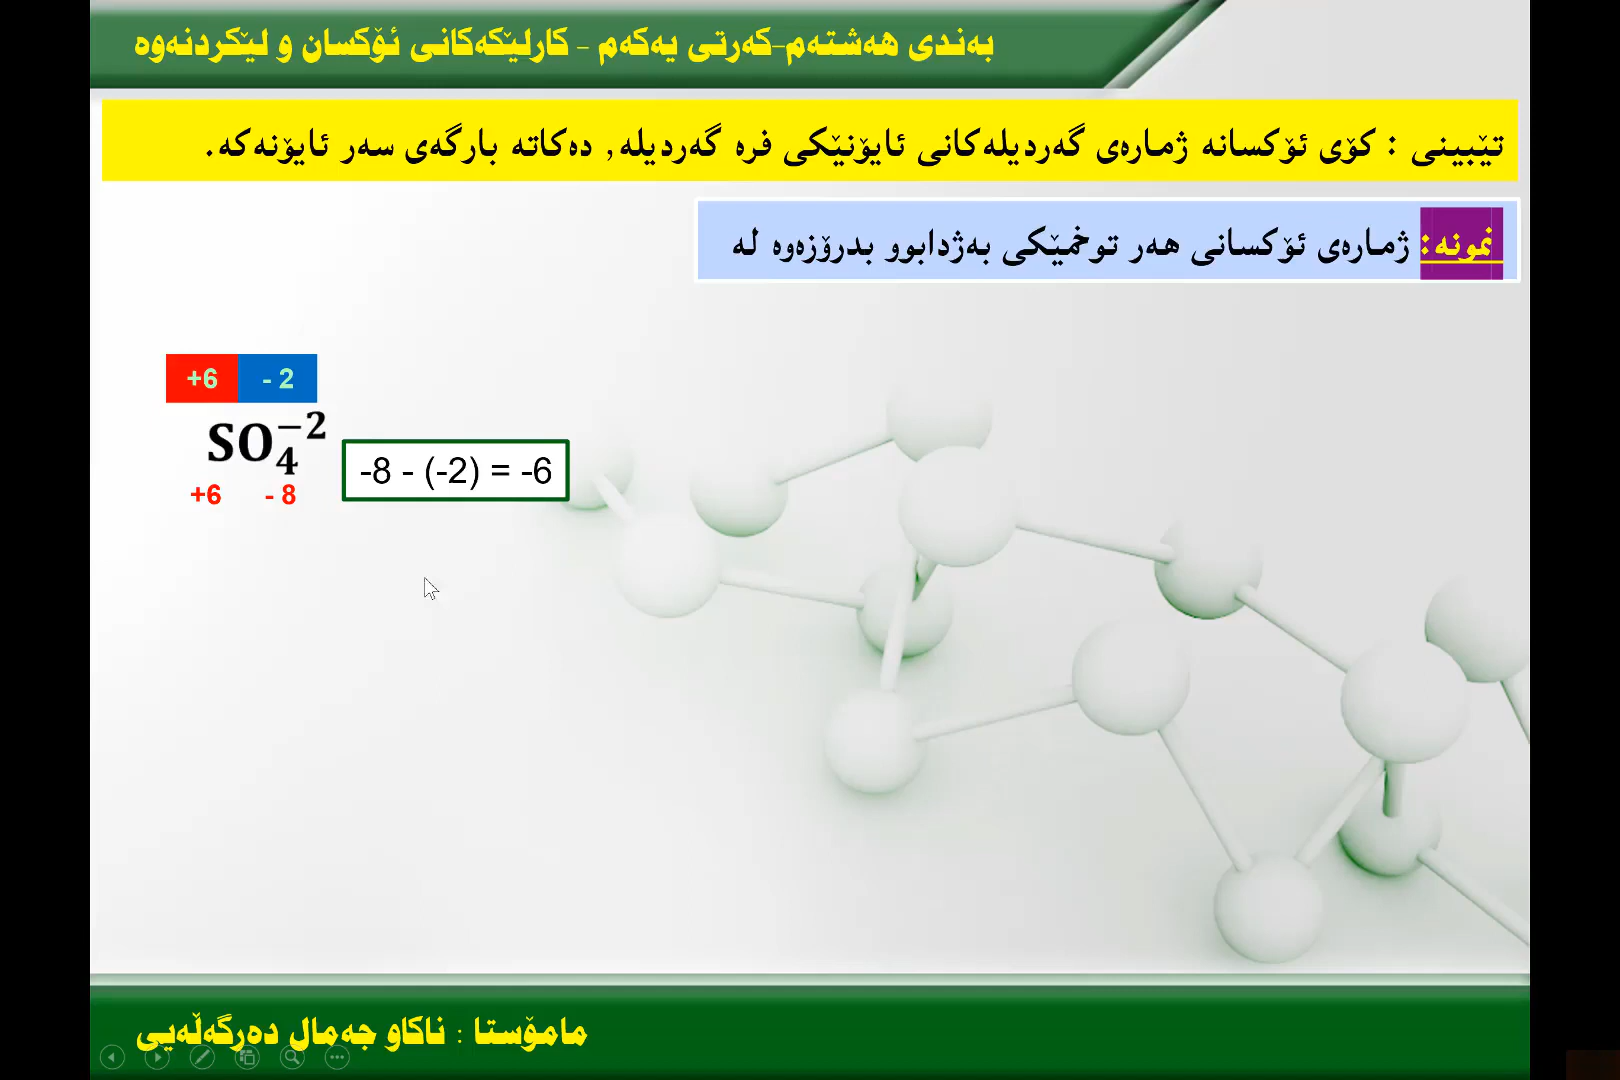 بەندی هەشتەم-کەرتی یەکەم - کارلێکەکانی ئۆکسان و لێکردنەوە
تێبینی : کۆی ئۆکسانە ژمارەی گەردیلەکانی ئایۆنێکی فرە گەردیلە, دەکاتە بارگەی سەر ئایۆنەکە.
نمونە: ژمارەی ئۆکسانی هەر توخمێکی بەژدابوو بدرۆزەوە لە
+6 - 2
SO₄⁻²
+6 - 8
-8 - (-2) = -6
مامۆستا : ناکاو جەمال دەرگەڵەیی